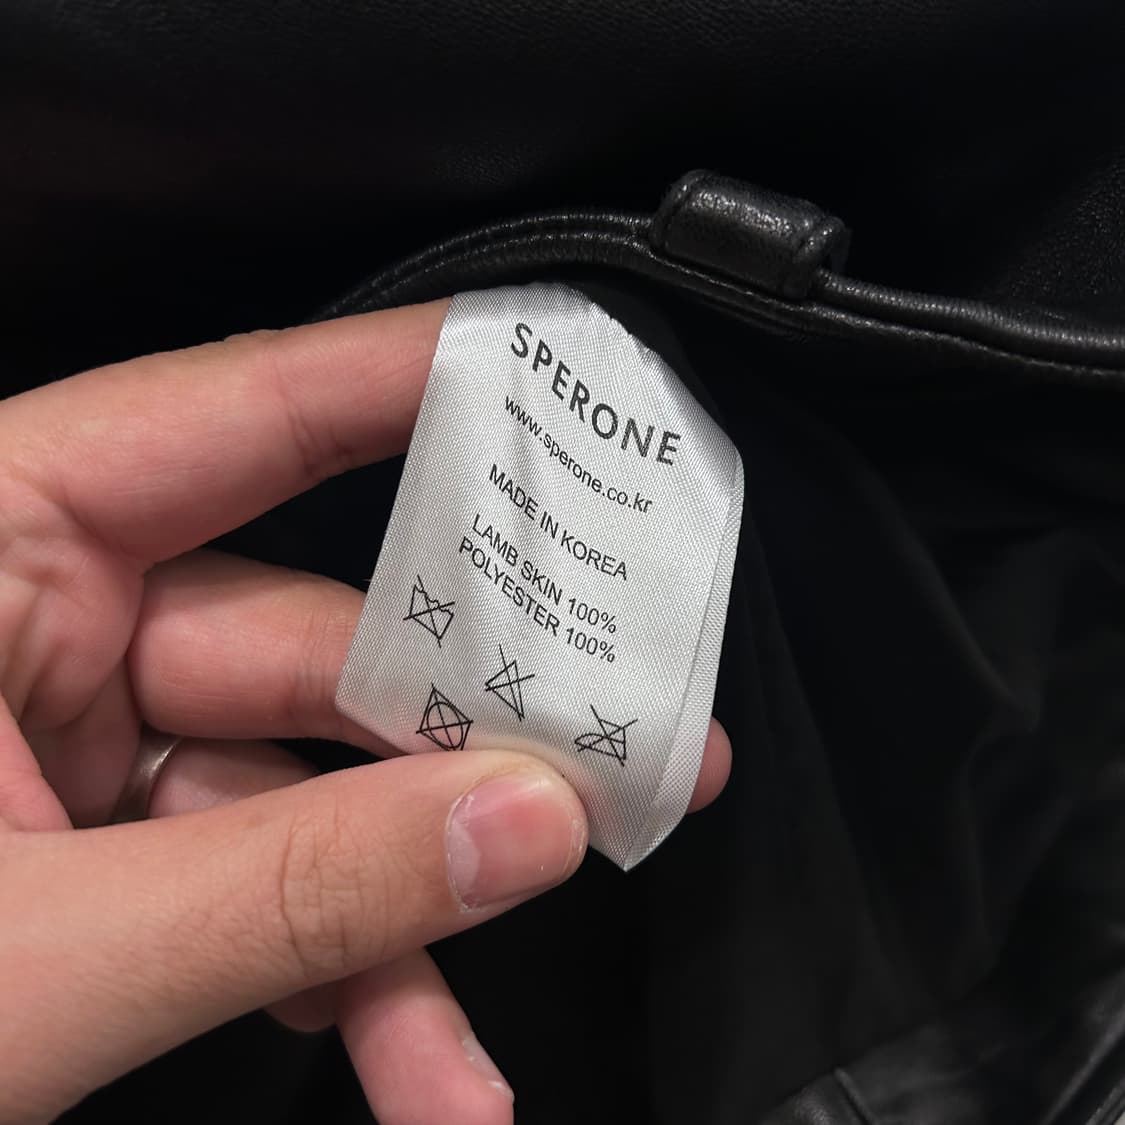 SPERONE
www.sperone.co.kr
MADE IN KOREA
LAMB SKIN 100%
POLYESTER 100%